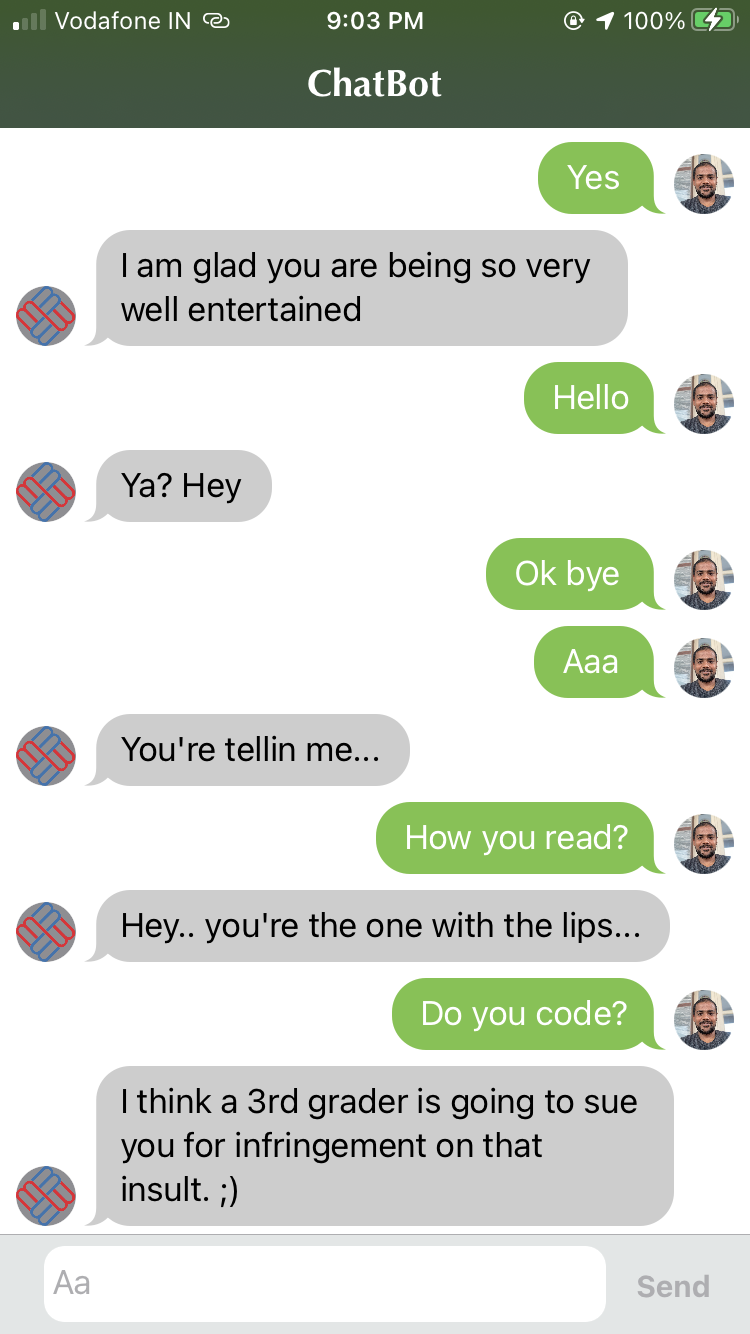 Vodafone IN 9:03 PM 100%
ChatBot
Yes
I am glad you are being so very
well entertained
Hello
Ya? Hey
Ok bye
Aaa
You're tellin me...
How you read?
Hey.. you're the one with the lips...
Do you code?
I think a 3rd grader is going to sue
you for infringement on that
insult. ;)
Aa Send